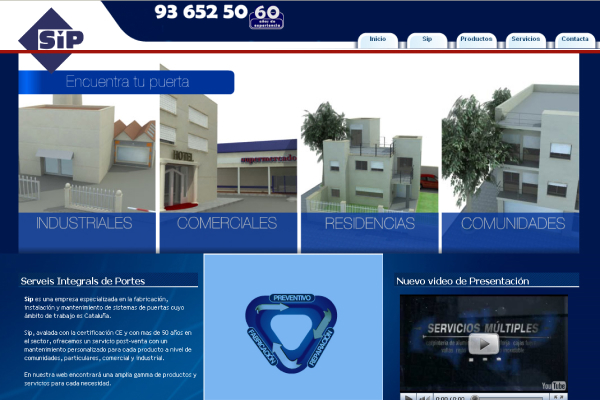 SiP
93 652 50 60
60
años de experiencia
Inicio
Sip
Productos
Servicios
Contacta
Encuentra tu puerta
HOTEL
supermercado
INDUSTRIALES
COMERCIALES
RESIDENCIAS
COMUNIDADES
Serveis Integrals de Portes
Sip es una empresa especializada en la fabricación,
instalación y mantenimiento de sistemas de puertas cuyo
ámbito de trabajo es Cataluña.
Sip, avalada con la certificación CE y con mas de 50 años en
el sector, ofrecemos un servicio post-venta con un
mantenimiento personalizado para cada producto a nivel de
comunidades, particulares, comercial y industrial.
En nuestra web encontrará una amplia gamma de productos y
servicios para cada necesidad.
PREVENTIVO
FABRICACIÓN
REPARACIÓN
Nuevo video de Presentación
SERVICIOS MÚLTIPLES
YouTube